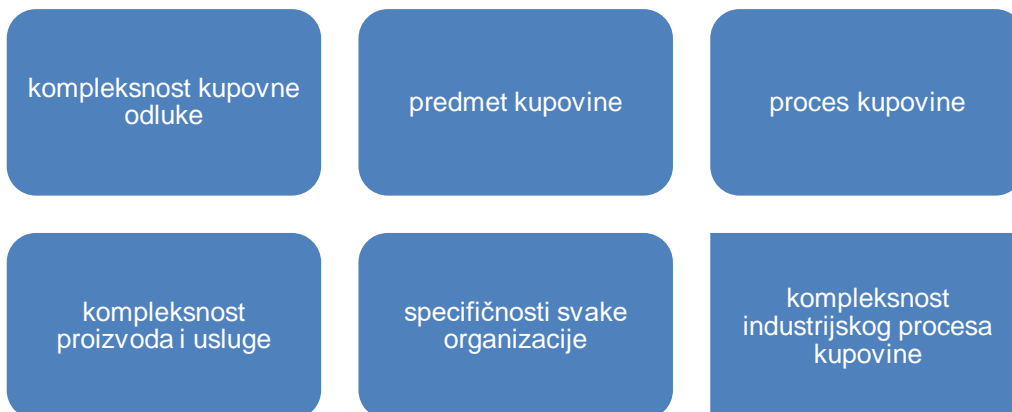 kompleksnost kupovne
odluke
predmet kupovine
proces kupovine
kompleksnost
proizvoda i usluge
specifičnosti svake
organizacije
kompleksnost
industrijskog procesa
kupovine